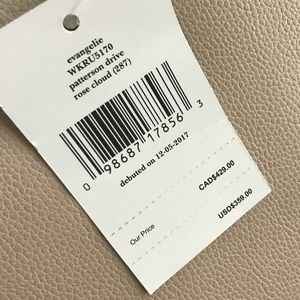 evangelie
WKRU5170
patterson drive
rose cloud (287)
0 98687 17856 3
debuted on 12-05-2017
CAD$429.00
Our Price USD$359.00